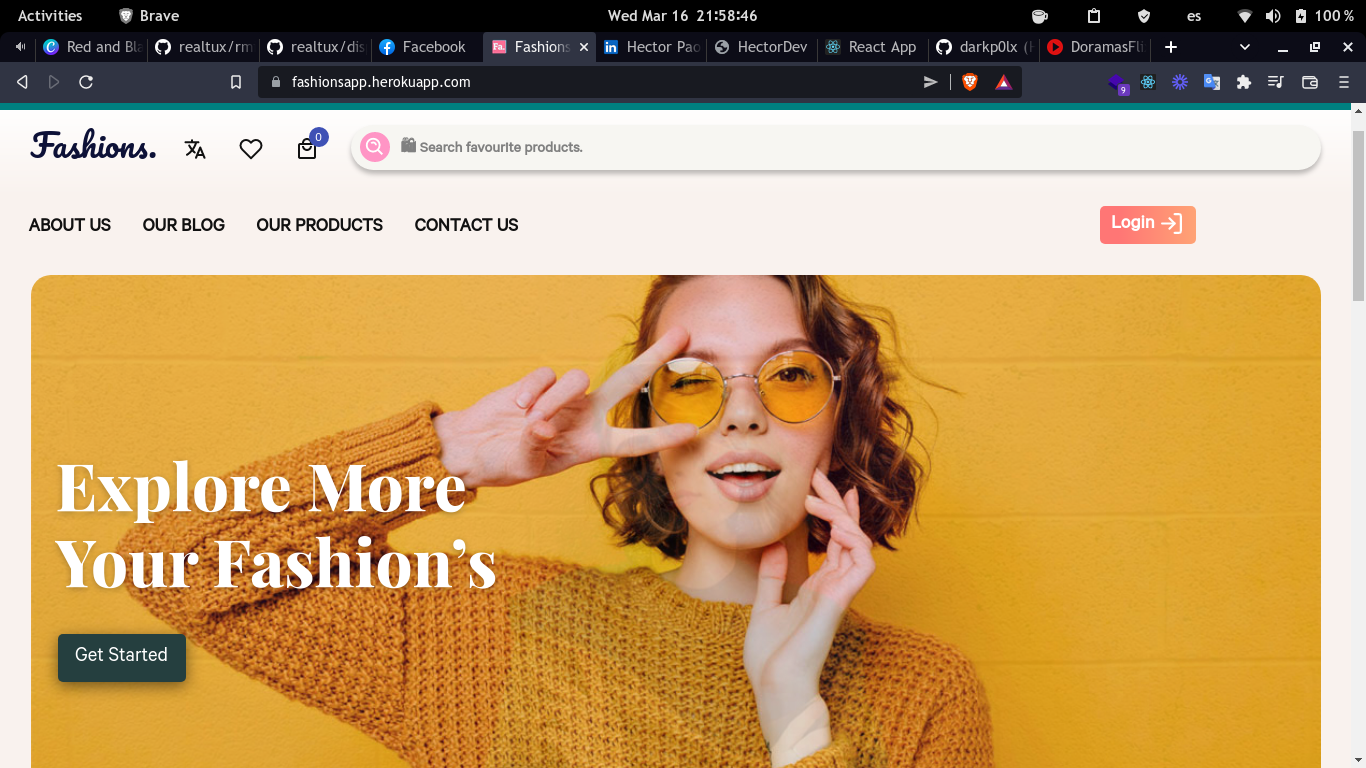 Activities Brave Wed Mar 16 21:58:46 es 100 %
Red and Bla realtux/rm realtux/dis Facebook Fashions Hector Pao HectorDev React App darkp0lx (H DoramasFli
fashionsapp.herokuapp.com 9
Fashions. 0 Search favourite products.
ABOUT US OUR BLOG OUR PRODUCTS CONTACT US Login
Explore More
Your Fashion’s
Get Started